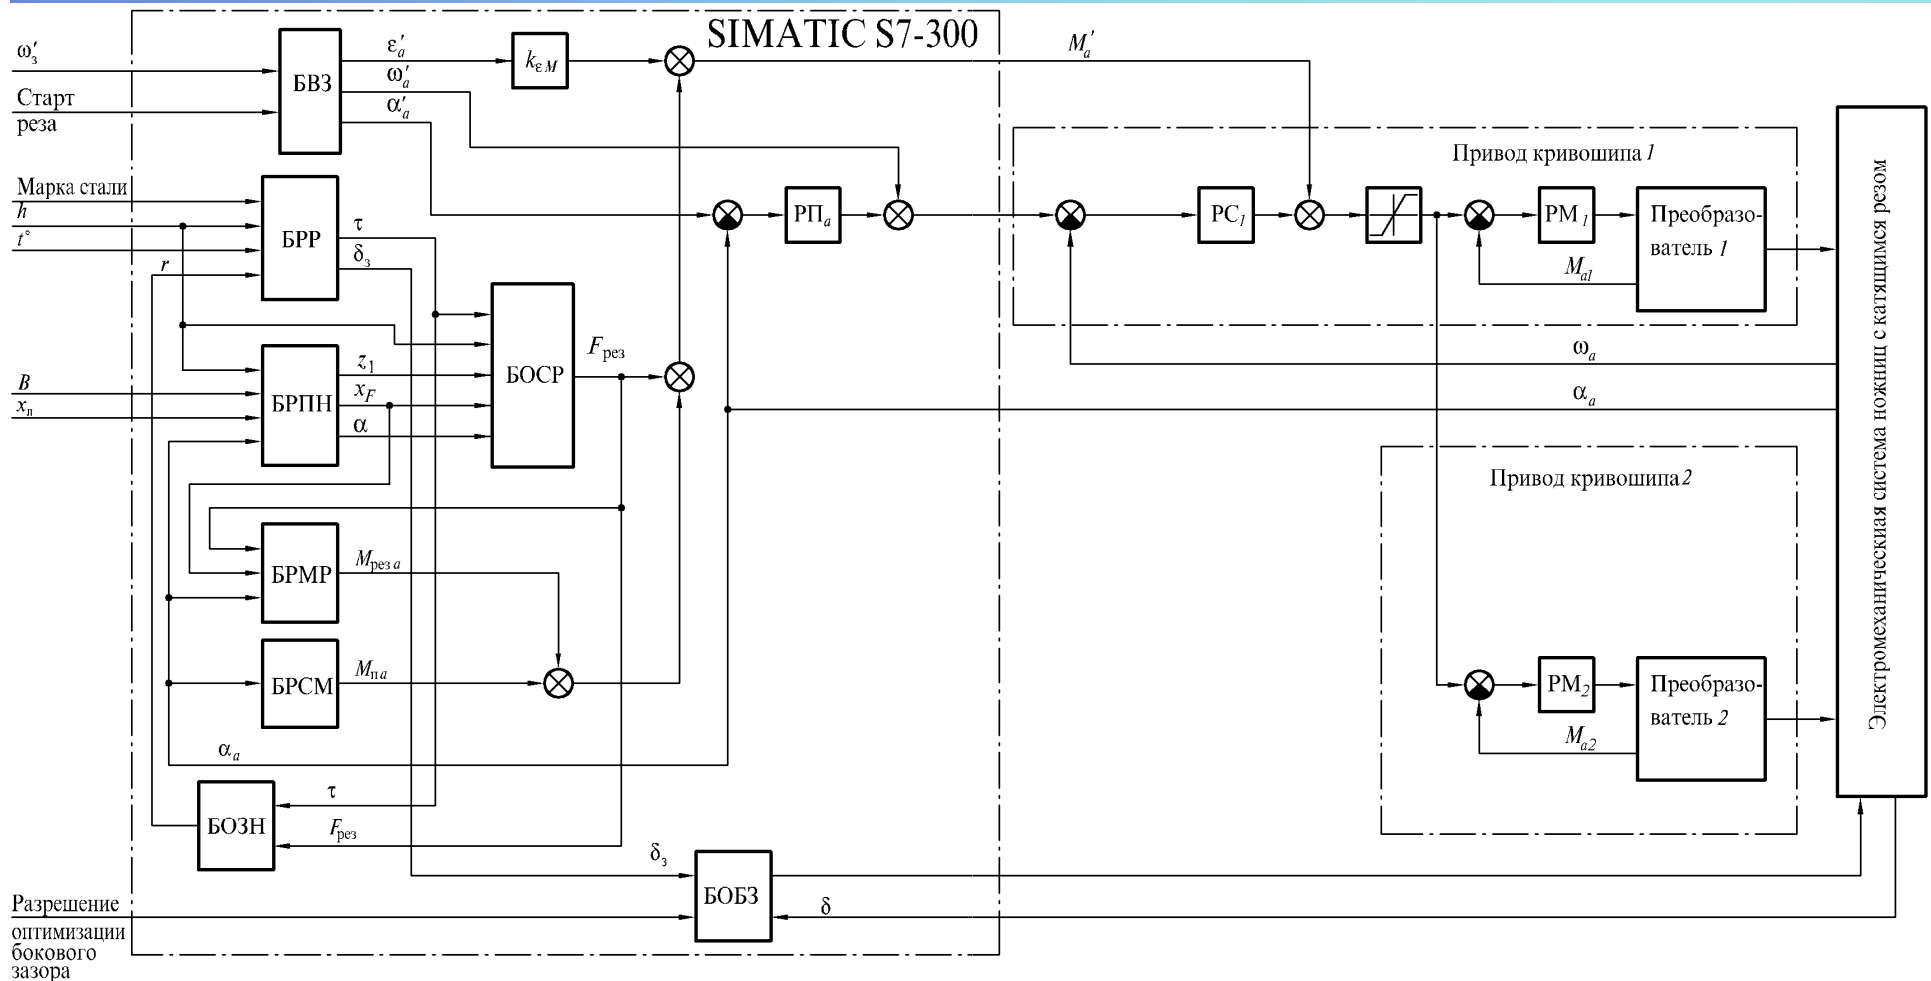 SIMATIC S7-300
ω′з
Старт
реза
БВЗ
ε′a
ω′a
α′a
kεM
M′a
Марка стали
h
t°
r
БРР
τ
δз
B
xл
БРПН
z1
xF
α
БОСР
Fрез
РПa
БРМР
Mрез a
БРСМ
Mп a
αa
БОЗН
τ
Fрез
δз
БОБЗ
δ
Разрешение
оптимизации
бокового
зазора
Привод кривошипа 1
РС1
РМ1
Преобразо-
ватель 1
Ma1
ωa
αa
Привод кривошипа 2
РМ2
Преобразо-
ватель 2
Ma2
Электромеханическиая система ножниц с катящимся резом